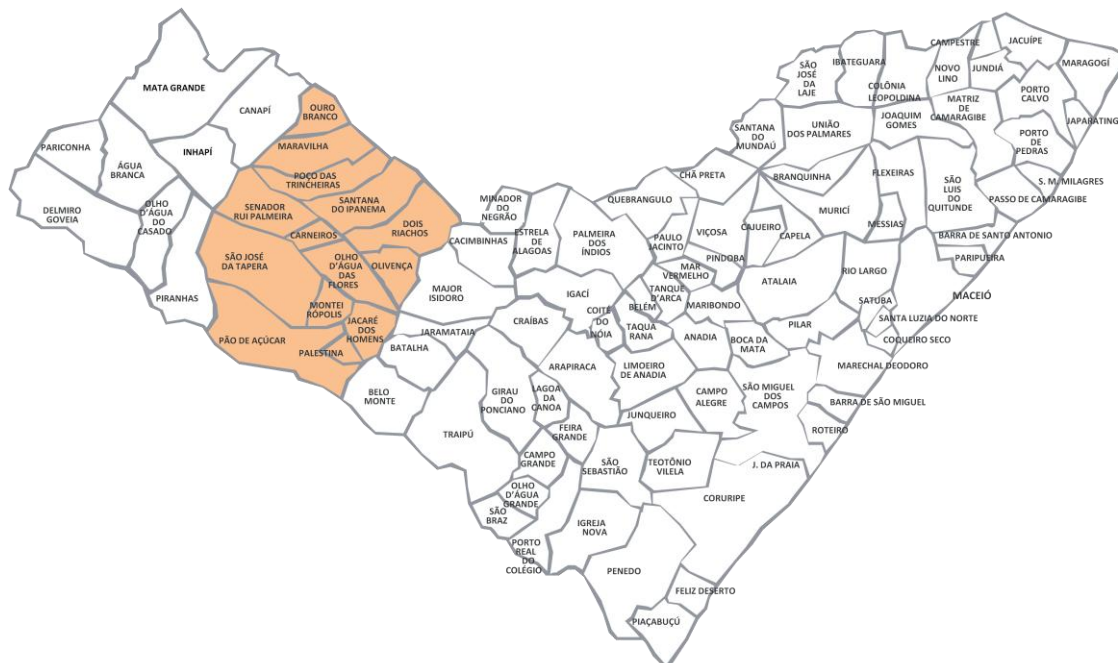 MATA GRANDE
CANAPÍ
OURO
BRANCO
MARAVILHA
INHAPÍ
PARICONHA
ÁGUA
BRANCA
POÇO DAS
TRINCHEIRAS
DELMIRO
GOVEIA
OLHO
D'ÁGUA
DO
CASADO
SENADOR
RUI PALMEIRA
SANTANA
DO IPANEMA
DOIS
RIACHOS
CARNEIROS
SÃO JOSÉ
DA TAPERA
OLHO
D'ÁGUA
DAS
FLORES
OLIVENÇA
PIRANHAS
MONTEI
RÓPOLIS
JACARÉ
DOS
HOMENS
PÃO DE AÇÚCAR
PALESTINA
MINADOR
DO
NEGRÃO
CACIMBINHAS
ESTRELA
DE
ALAGOAS
PALMEIRA
DOS
ÍNDIOS
QUEBRANGULO
MAJOR
ISIDORO
IGACÍ
JARAMATAIA
BATALHA
BELO
MONTE
CRAÍBAS
COITÉ
DO
NÓIA
ARAPIRACA
TRAIPÚ
GIRAU
DO
PONCIANO
LAGOA
DA
CANOA
FEIRA
GRANDE
CAMPO
GRANDE
OLHO
D'ÁGUA
GRANDE
SÃO
BRAZ
PORTO
REAL
DO
COLÉGIO
SÃO
SEBASTIÃO
IGREJA
NOVA
PENEDO
PIAÇABUÇÚ
FELIZ DESERTO
CORURIPE
TEOTÔNIO
VILELA
JUNQUEIRO
LIMOEIRO
DE ANADIA
CAMPO
ALEGRE
TAQUA
RANA
BELÉM
TANQUE
D'ARCA
MAR
VERMELHO
PAULO
JACINTO
CHÃ PRETA
VIÇOSA
PINDOBA
MARIBONDO
ANADIA
BOCA DA
MATA
SÃO MIGUEL
DOS
CAMPOS
J. DA PRAIA
ROTEIRO
BARRA DE SÃO MIGUEL
MARECHAL DEODORO
PILAR
ATALAIA
CAJUEIRO
CAPELA
SANTANA
DO
MUNDAÚ
SÃO
JOSÉ
DA
LAJE
IBATEGUARA
UNIÃO
DOS PALMARES
BRANQUINHA
MURICÍ
COLÔNIA
LEOPOLDINA
JOAQUIM
GOMES
FLEXEIRAS
MESSIAS
RIO LARGO
SATUBA
SANTA LUZIA DO NORTE
COQUEIRO SECO
MACEIÓ
PARIPUEIRA
BARRA DE SANTO ANTONIO
SÃO
LUIS
DO
QUITUNDE
CAMPESTRE
NOVO
LINO
JUNDIÁ
JACUÍPE
MARAGOGÍ
MATRIZ
DE
CAMARAGIBE
PORTO
CALVO
JAPARATING
PORTO
DE
PEDRAS
S. M. MILAGRES
PASSO DE CAMARAGIBE